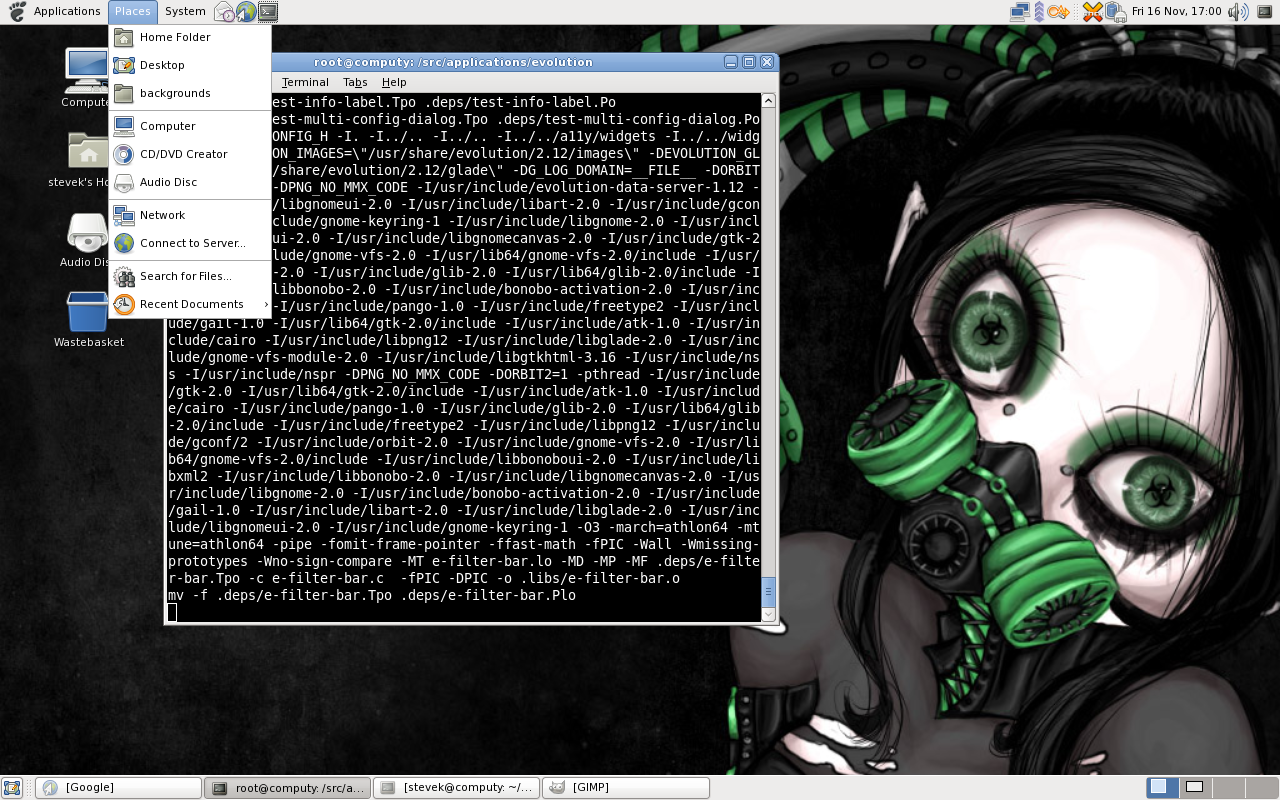 Applications Places System Fri 16 Nov, 17:00
Home Folder
Desktop
backgrounds
Computer
CD/DVD Creator
Audio Disc
Network
Connect to Server...
Search for Files...
Recent Documents
Compute
stevek's Ho
Audio Dis
Wastebasket
root@computy: /src/applications/evolution
Terminal Tabs Help
est-info-label.Tpo .deps/test-info-label.Po
test-multi-config-dialog.Tpo .deps/test-multi-config-dialog.Po
ONFIG_H -I. -I../.. -I../.. -I../../a11y/widgets -I../../widg
ON_IMAGES=\"/usr/share/evolution/2.12/images\" -DEVOLUTION_GL
/share/evolution/2.12/glade\" -DG_LOG_DOMAIN=__FILE__ -DORBIT
-DPNG_NO_MMX_CODE -I/usr/include/evolution-data-server-1.12 -
/libgnomeui-2.0 -I/usr/include/libart-2.0 -I/usr/include/gcon
clude/gnome-keyring-1 -I/usr/include/libgnome-2.0 -I/usr/incl
ui-2.0 -I/usr/include/libgnomecanvas-2.0 -I/usr/include/gtk-2
clude/gnome-vfs-2.0 -I/usr/lib64/gnome-vfs-2.0/include -I/usr/
-2.0 -I/usr/include/glib-2.0 -I/usr/lib64/glib-2.0/include -I
libbonobo-2.0 -I/usr/include/bonobo-activation-2.0 -I/usr/inc
-I/usr/include/pango-1.0 -I/usr/include/freetype2 -I/usr/incl
ude/gail-1.0 -I/usr/lib64/gtk-2.0/include -I/usr/include/atk-1.0 -I/usr/in
clude/cairo -I/usr/include/libpng12 -I/usr/include/libglade-2.0 -I/usr/inc
lude/gnome-vfs-module-2.0 -I/usr/include/libgtkhtml-3.16 -I/usr/include/ns
s -I/usr/include/nspr -DPNG_NO_MMX_CODE -DORBIT2=1 -pthread -I/usr/include
/gtk-2.0 -I/usr/lib64/gtk-2.0/include -I/usr/include/atk-1.0 -I/usr/includ
e/cairo -I/usr/include/pango-1.0 -I/usr/include/glib-2.0 -I/usr/lib64/glib
-2.0/include -I/usr/include/freetype2 -I/usr/include/libpng12 -I/usr/inclu
de/gconf/2 -I/usr/include/orbit-2.0 -I/usr/include/gnome-vfs-2.0 -I/usr/li
b64/gnome-vfs-2.0/include -I/usr/include/libbonoboui-2.0 -I/usr/include/li
bxml2 -I/usr/include/libbonobo-2.0 -I/usr/include/libgnomecanvas-2.0 -I/us
r/include/libgnome-2.0 -I/usr/include/bonobo-activation-2.0 -I/usr/include
/gail-1.0 -I/usr/include/libart-2.0 -I/usr/include/libglade-2.0 -I/usr/inc
lude/libgnomeui-2.0 -I/usr/include/gnome-keyring-1 -O3 -march=athlon64 -mt
une=athlon64 -pipe -fomit-frame-pointer -ffast-math -fPIC -Wall -Wmissing-
prototypes -Wno-sign-compare -MT e-filter-bar.lo -MD -MP -MF .deps/e-filte
r-bar.Tpo -c e-filter-bar.c  -fPIC -DPIC -o .libs/e-filter-bar.o
mv -f .deps/e-filter-bar.Tpo .deps/e-filter-bar.Plo
[Google] root@computy: /src/a... [stevek@computy: ~/... [GIMP]